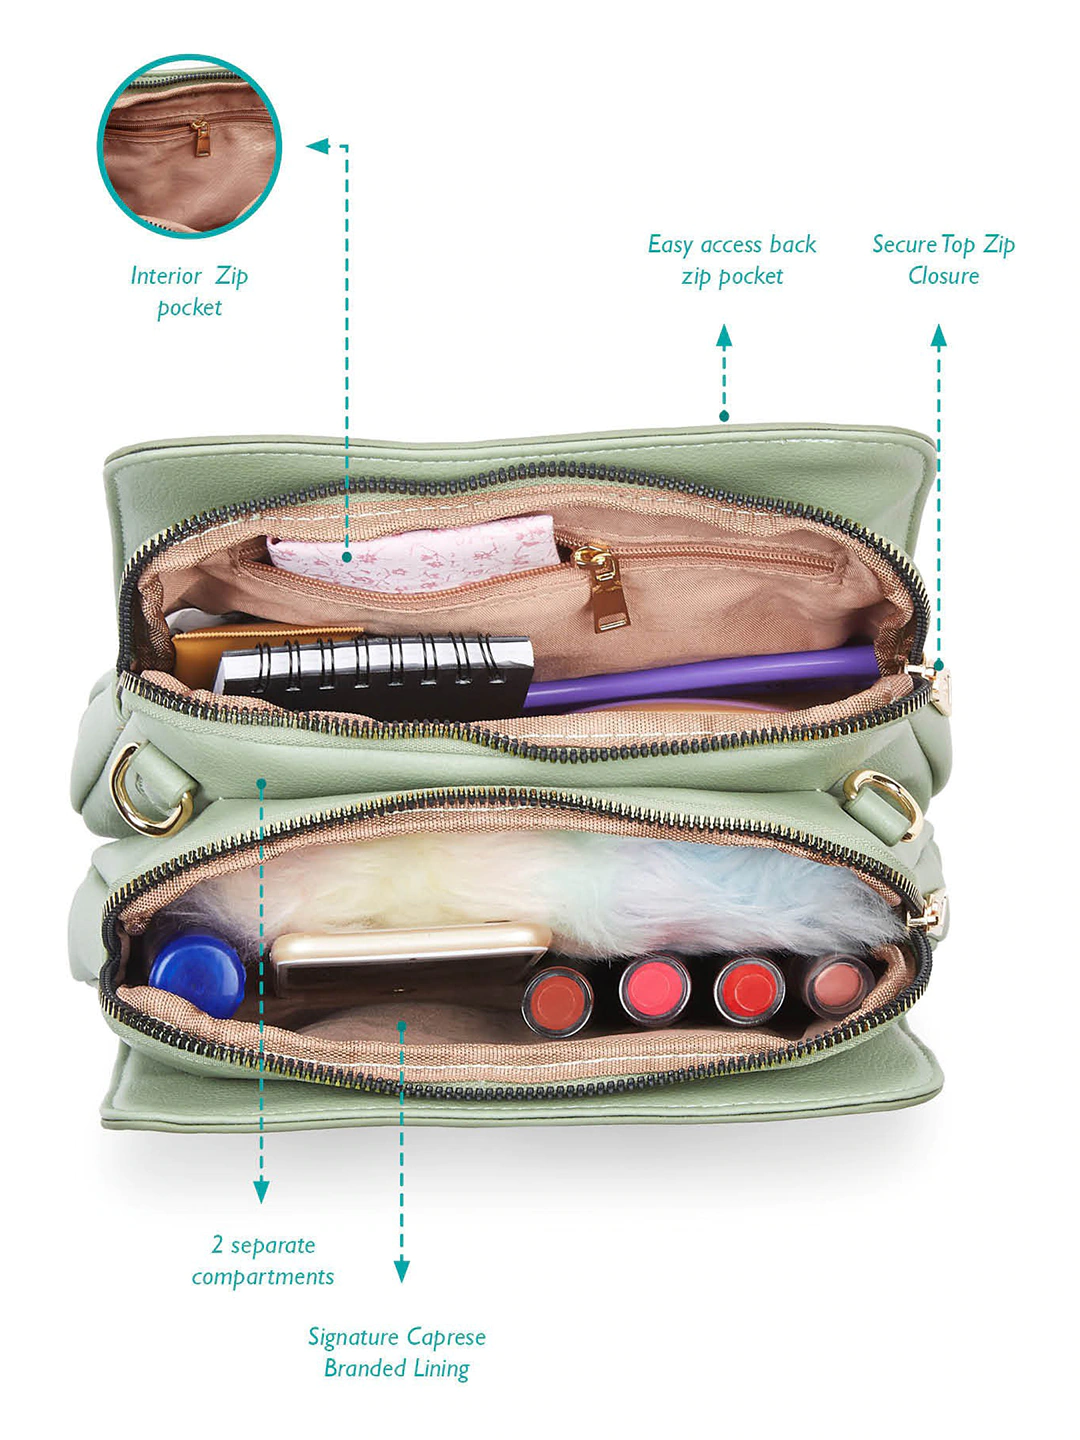 Interior Zip
pocket
Easy access back
zip pocket
Secure Top Zip
Closure
2 separate
compartments
Signature Caprese
Branded Lining